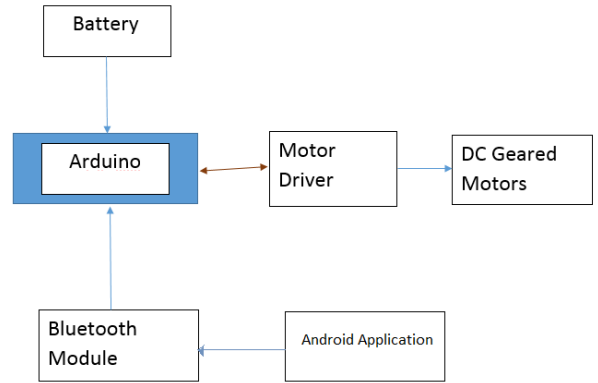 Battery
Arduino
Motor
Driver
DC Geared
Motors
Bluetooth
Module
Android Application